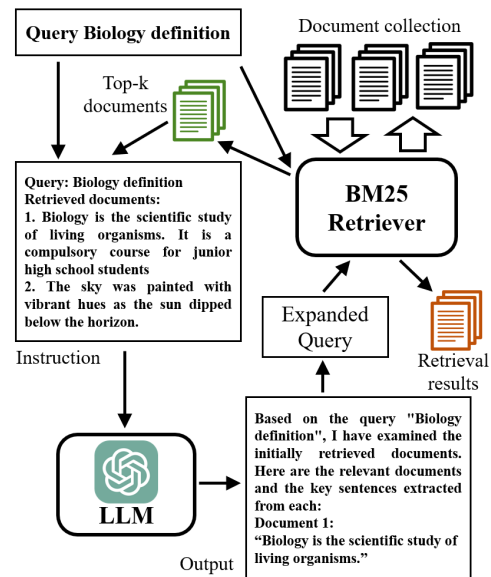 Query Biology definition
Document collection
Top-k
documents
Query: Biology definition
Retrieved documents:
1. Biology is the scientific study
of living organisms. It is a
compulsory course for junior
high school students
2. The sky was painted with
vibrant hues as the sun dipped
below the horizon.
BM25
Retriever
Expanded
Query
Retrieval
results
Instruction
LLM
Based on the query "Biology
definition", I have examined the
initially retrieved documents.
Here are the relevant documents
and the key sentences extracted
from each:
Document 1:
“Biology is the scientific study of
living organisms.”
Output